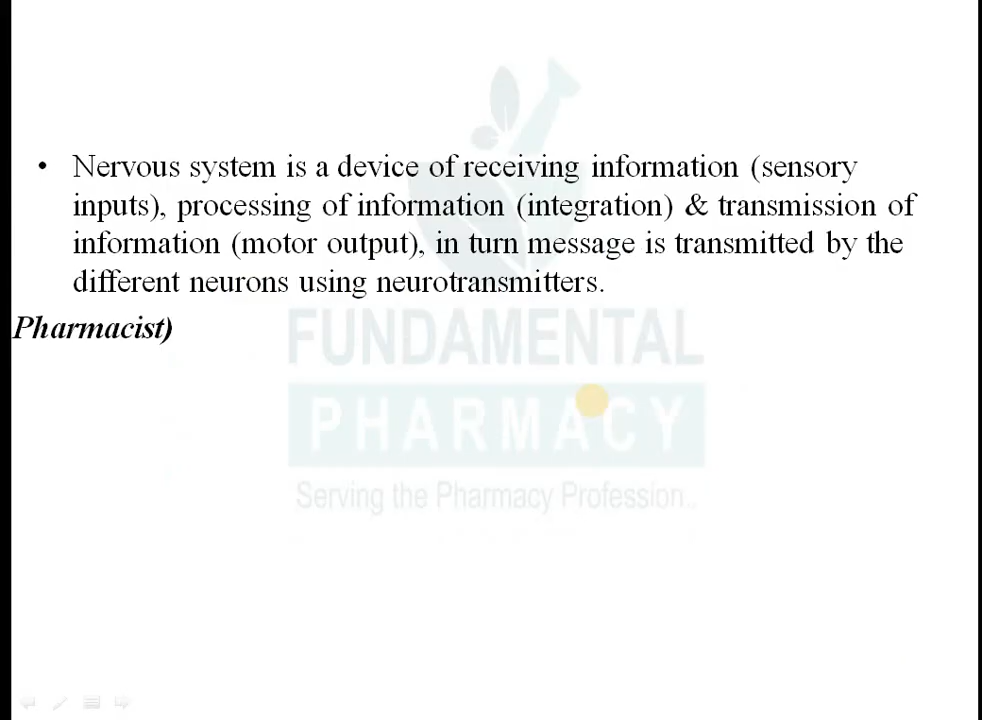 • Nervous system is a device of receiving information (sensory
inputs), processing of information (integration) & transmission of
information (motor output), in turn message is transmitted by the
different neurons using neurotransmitters.
Pharmacist)
FUNDAMENTAL
PHARMACY
Serving the Pharmacy Profession..